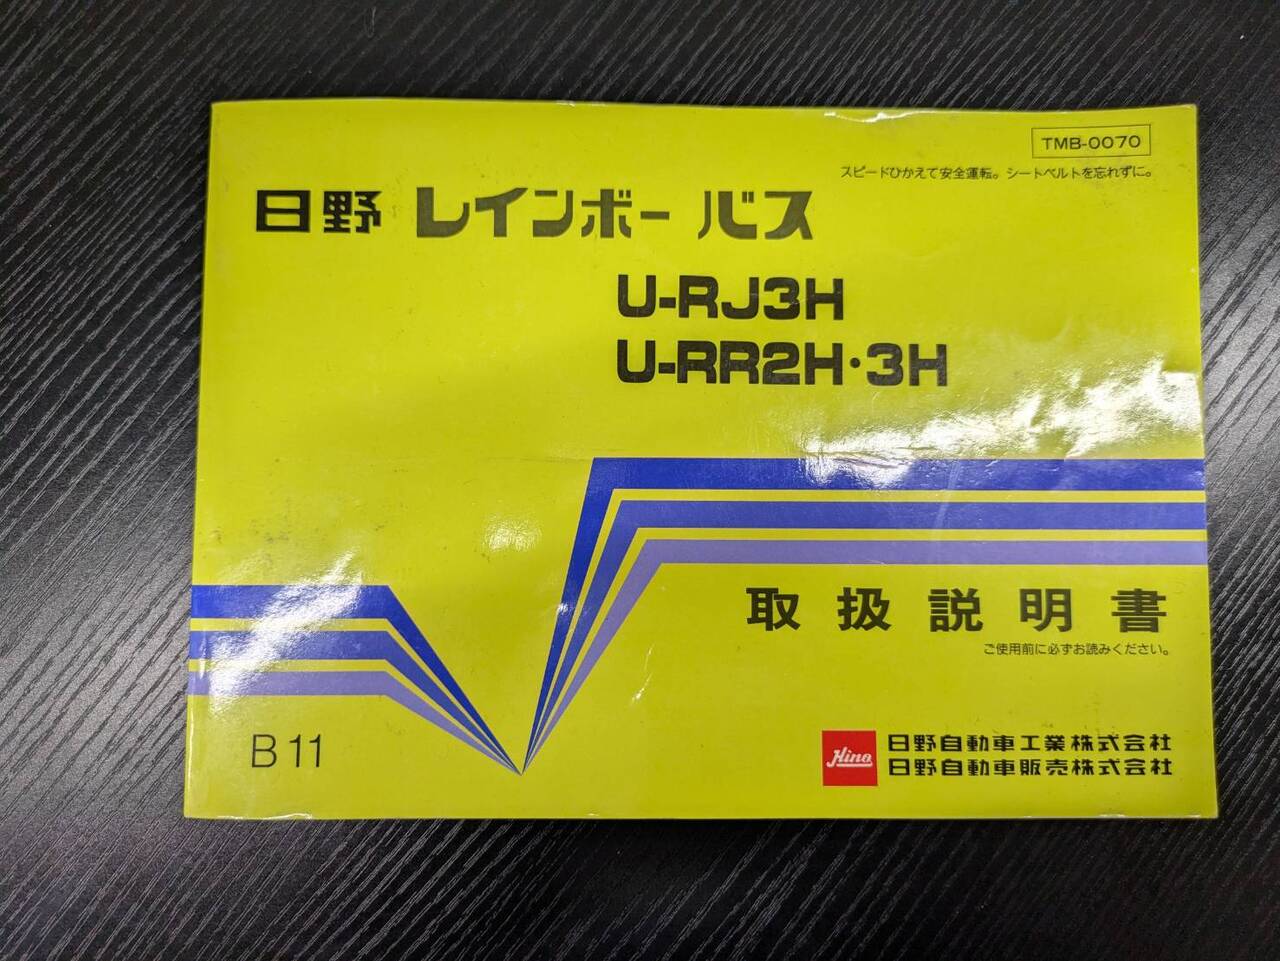 TMB-0070
スピードひかえて安全運転。シートベルトを忘れずに。
日野 レインボー バス
U-RJ3H
U-RR2H・3H
取扱説明書
ご使用前に必ずお読みください。
B11
Hino
日野自動車工業株式会社
日野自動車販売株式会社